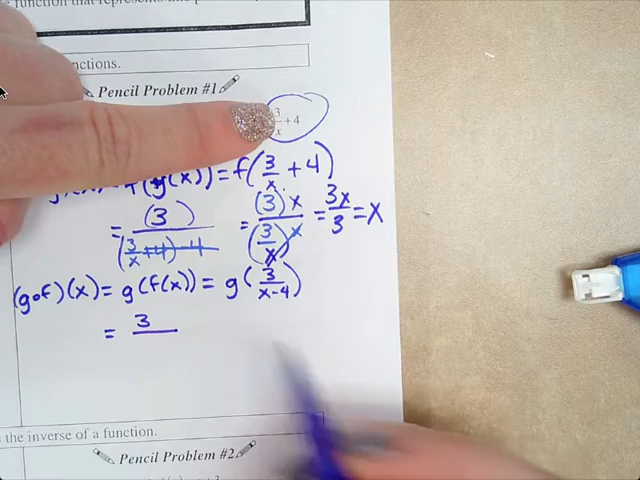 function that represents
nctions.
Pencil Problem #1
3/x + 4
(g(x)) = f(3/x + 4)
= (3)/((3/x + 4) - 4) = (3)x/(3/x)x = 3x/3 = x
(g∘f)(x) = g(f(x)) = g(3/(x-4))
= 3
the inverse of a function.
Pencil Problem #2